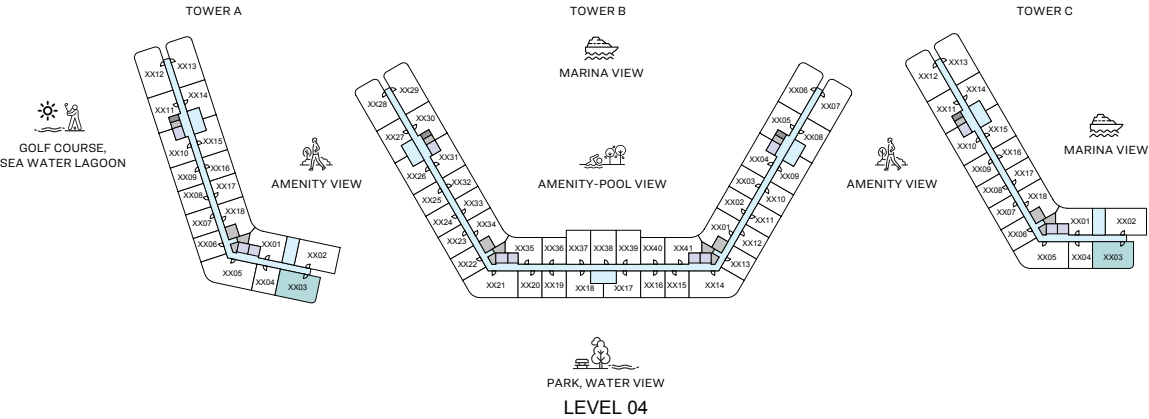 TOWER A
TOWER B
TOWER C
MARINA VIEW
GOLF COURSE,
SEA WATER LAGOON
AMENITY VIEW
AMENITY-POOL VIEW
AMENITY VIEW
MARINA VIEW
XX12
XX13
XX11
XX14
XX10
XX15
XX09
XX16
XX08
XX17
XX07
XX18
XX06
XX01
XX02
XX05
XX04
XX03
XX28
XX29
XX27
XX30
XX26
XX31
XX25
XX32
XX24
XX33
XX23
XX34
XX22
XX35
XX36
XX37
XX38
XX39
XX40
XX41
XX21
XX20
XX19
XX18
XX17
XX16
XX15
XX14
XX06
XX07
XX05
XX08
XX04
XX09
XX03
XX10
XX02
XX11
XX01
XX12
XX13
XX12
XX13
XX11
XX14
XX10
XX15
XX09
XX16
XX08
XX17
XX07
XX18
XX06
XX01
XX02
XX05
XX04
XX03
PARK, WATER VIEW
LEVEL 04